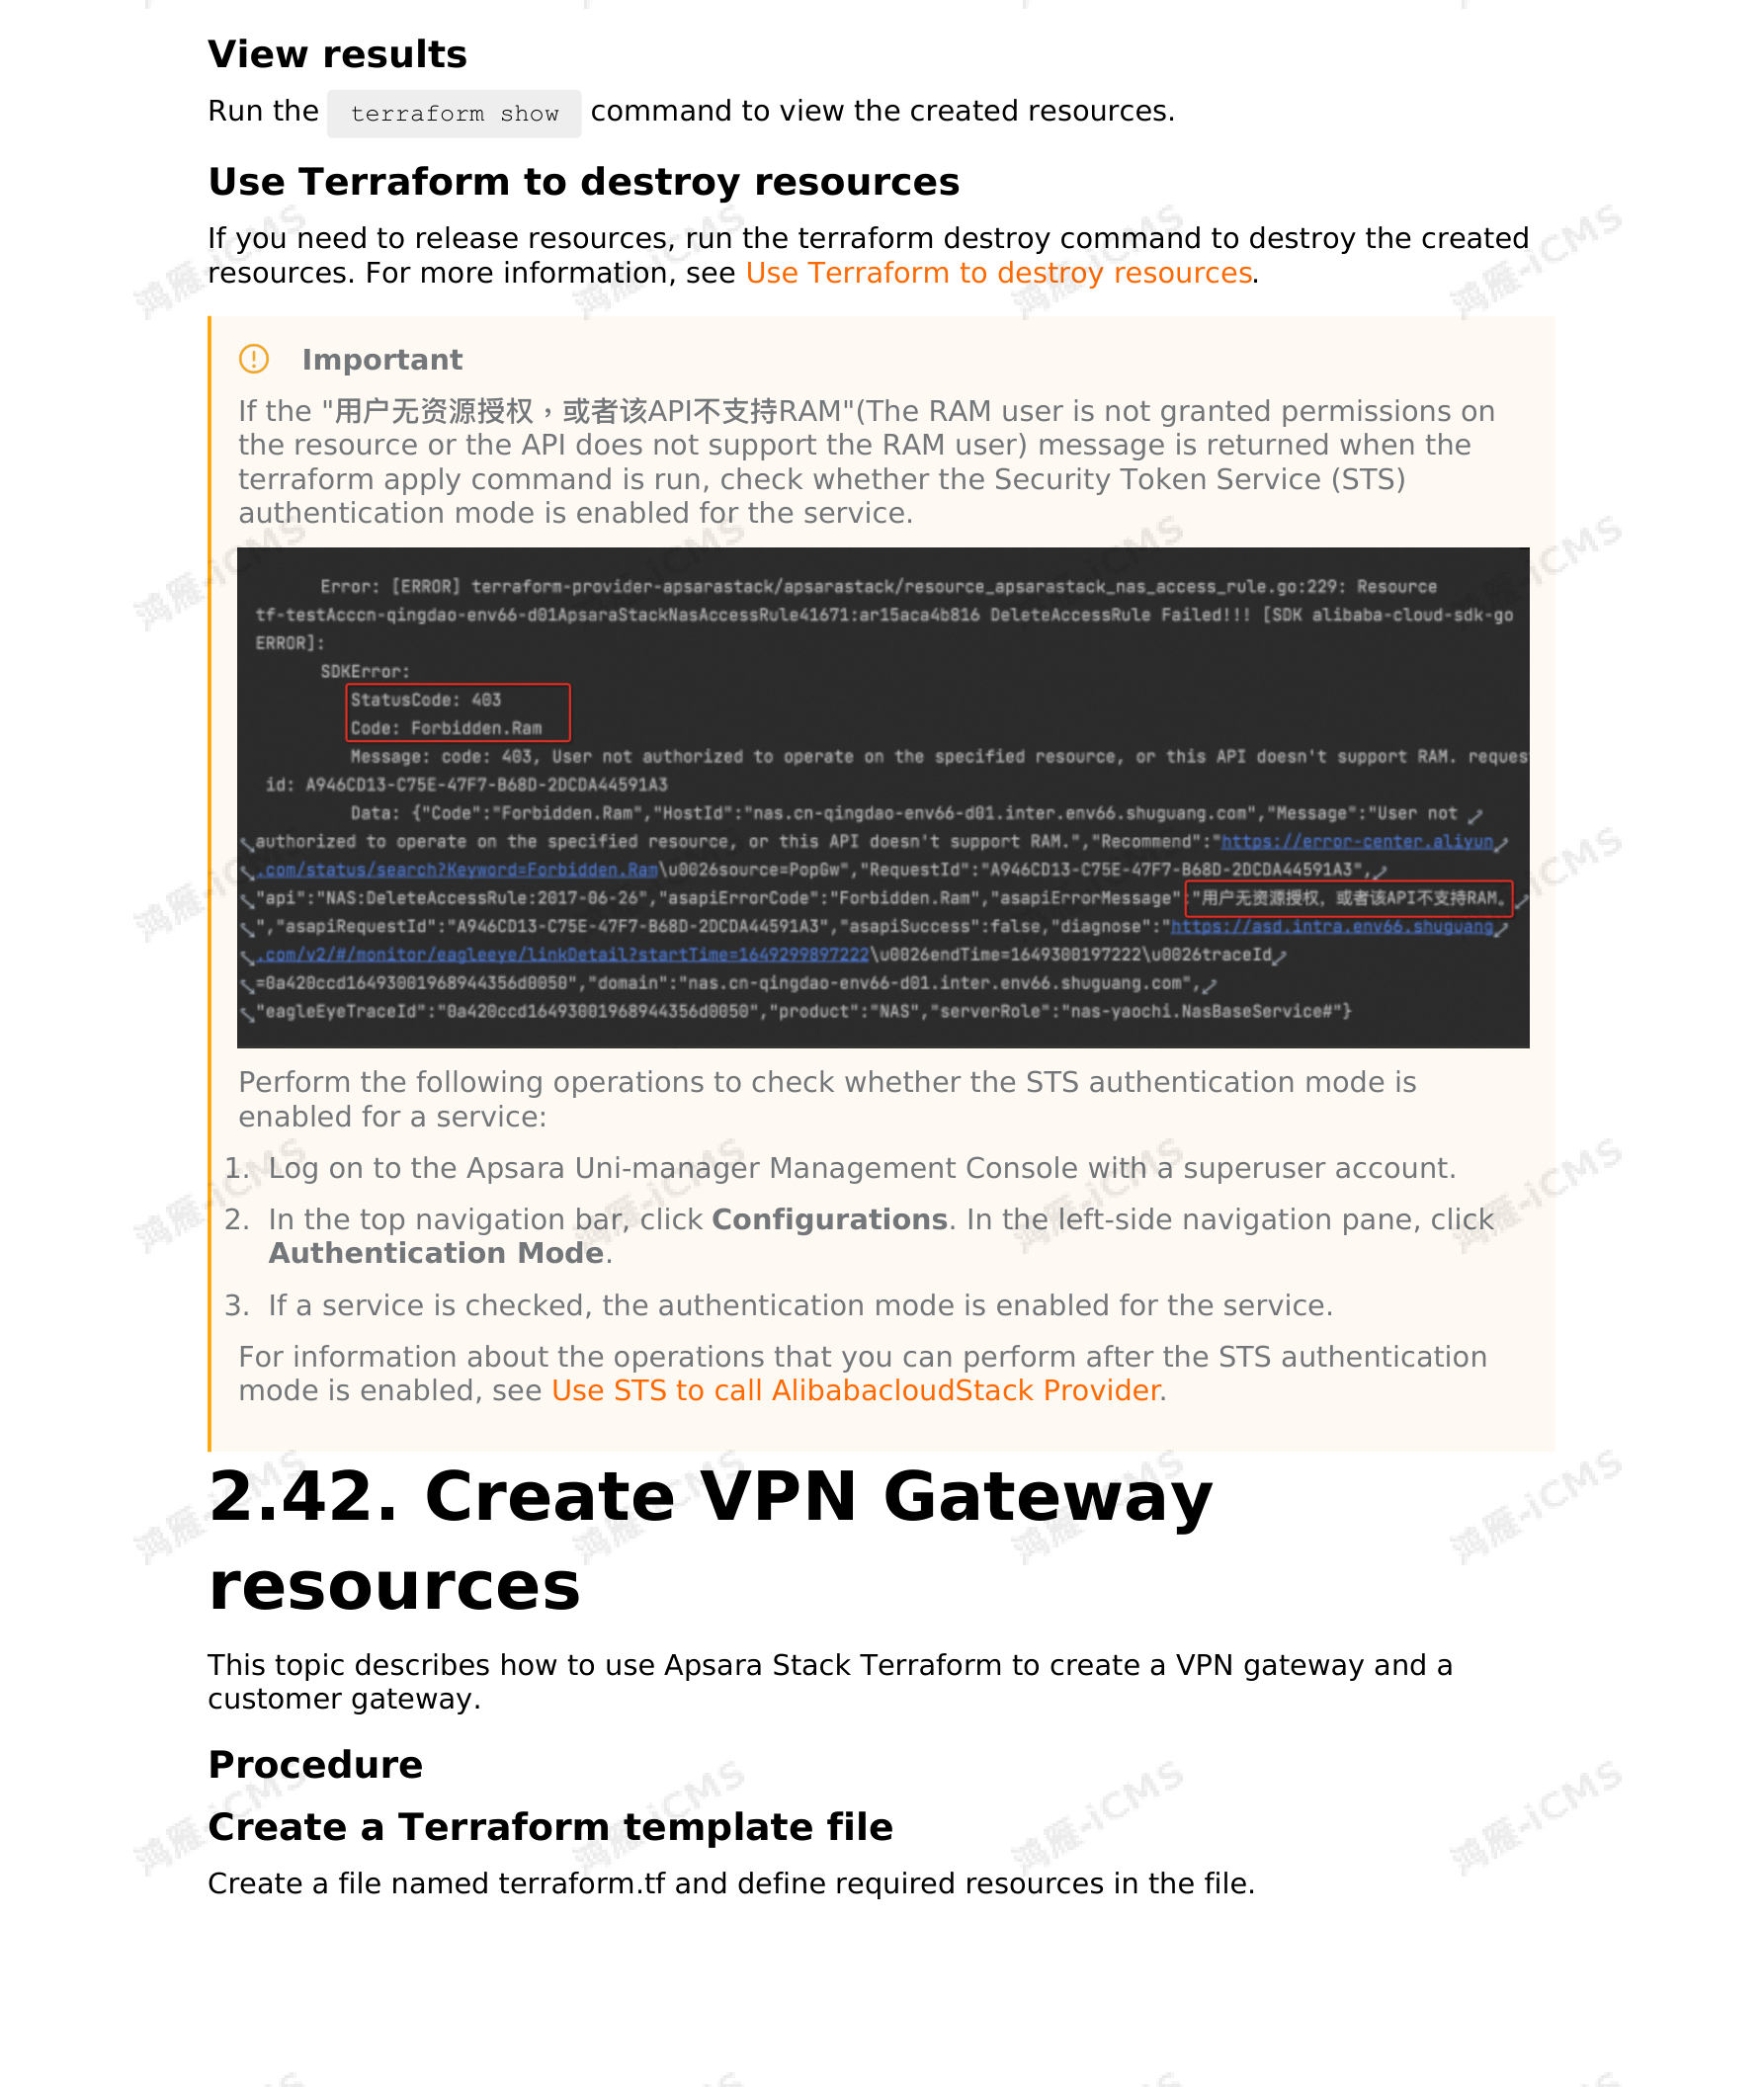 View results
Run the terraform show command to view the created resources.
Use Terraform to destroy resources
If you need to release resources, run the terraform destroy command to destroy the created
resources. For more information, see Use Terraform to destroy resources.
Important
If the "用户无资源授权，或者该API不支持RAM"(The RAM user is not granted permissions on
the resource or the API does not support the RAM user) message is returned when the
terraform apply command is run, check whether the Security Token Service (STS)
authentication mode is enabled for the service.
Error: [ERROR] terraform-provider-apsarastack/apsarastack/resource_apsarastack_nas_access_rule.go:229: Resource
tf-testAcccn-qingdao-env66-d01ApsaraStackNasAccessRule41671:ar15aca4b816 DeleteAccessRule Failed!!! [SDK alibaba-cloud-sdk-go
ERROR]:
SDKError:
StatusCode: 403
Code: Forbidden.Ram
Message: code: 403, User not authorized to operate on the specified resource, or this API doesn't support RAM. reques
id: A946CD13-C75E-47F7-B68D-2DCDA44591A3
Data: {"Code":"Forbidden.Ram","HostId":"nas.cn-qingdao-env66-d01.inter.env66.shuguang.com","Message":"User not
authorized to operate on the specified resource, or this API doesn't support RAM.","Recommend":"https://error-center.aliyun
.com/status/search?Keyword=Forbidden.Ram\u0026source=PopGw","RequestId":"A946CD13-C75E-47F7-B68D-2DCDA44591A3",
"api":"NAS:DeleteAccessRule:2017-06-26","asapiErrorCode":"Forbidden.Ram","asapiErrorMessage":"用户无资源授权，或者该API不支持RAM。
","asapiRequestId":"A946CD13-C75E-47F7-B68D-2DCDA44591A3","asapiSuccess":false,"diagnose":"https://asd.intra.env66.shuguang
.com/v2/#/monitor/eagleeye/linkDetail?startTime=1649299897222\u0026endTime=1649300197222\u0026traceId
=0a420ccd16493001968944356d0050","domain":"nas.cn-qingdao-env66-d01.inter.env66.shuguang.com",
"eagleEyeTraceId":"0a420ccd16493001968944356d0050","product":"NAS","serverRole":"nas-yaochi.NasBaseService#"}
Perform the following operations to check whether the STS authentication mode is
enabled for a service:
1. Log on to the Apsara Uni-manager Management Console with a superuser account.
2. In the top navigation bar, click Configurations. In the left-side navigation pane, click
Authentication Mode.
3. If a service is checked, the authentication mode is enabled for the service.
For information about the operations that you can perform after the STS authentication
mode is enabled, see Use STS to call AlibabacloudStack Provider.
2.42. Create VPN Gateway
resources
This topic describes how to use Apsara Stack Terraform to create a VPN gateway and a
customer gateway.
Procedure
Create a Terraform template file
Create a file named terraform.tf and define required resources in the file.
鸿雁-iCMS